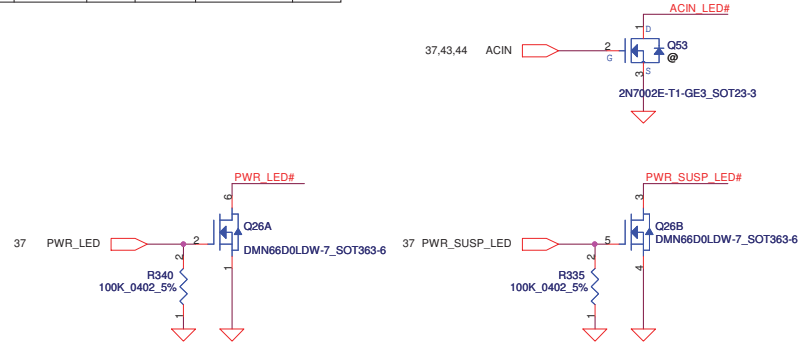 ACIN_LED#
1
D
37,43,44 ACIN
2
G
Q53
@
3
S
2N7002E-T1-GE3_SOT23-3
PWR_LED#
6
37 PWR_LED
2
Q26A
DMN66D0LDW-7_SOT363-6
2
1
R340
100K_0402_5%
1
PWR_SUSP_LED#
3
37 PWR_SUSP_LED
5
Q26B
DMN66D0LDW-7_SOT363-6
2
4
R335
100K_0402_5%
1